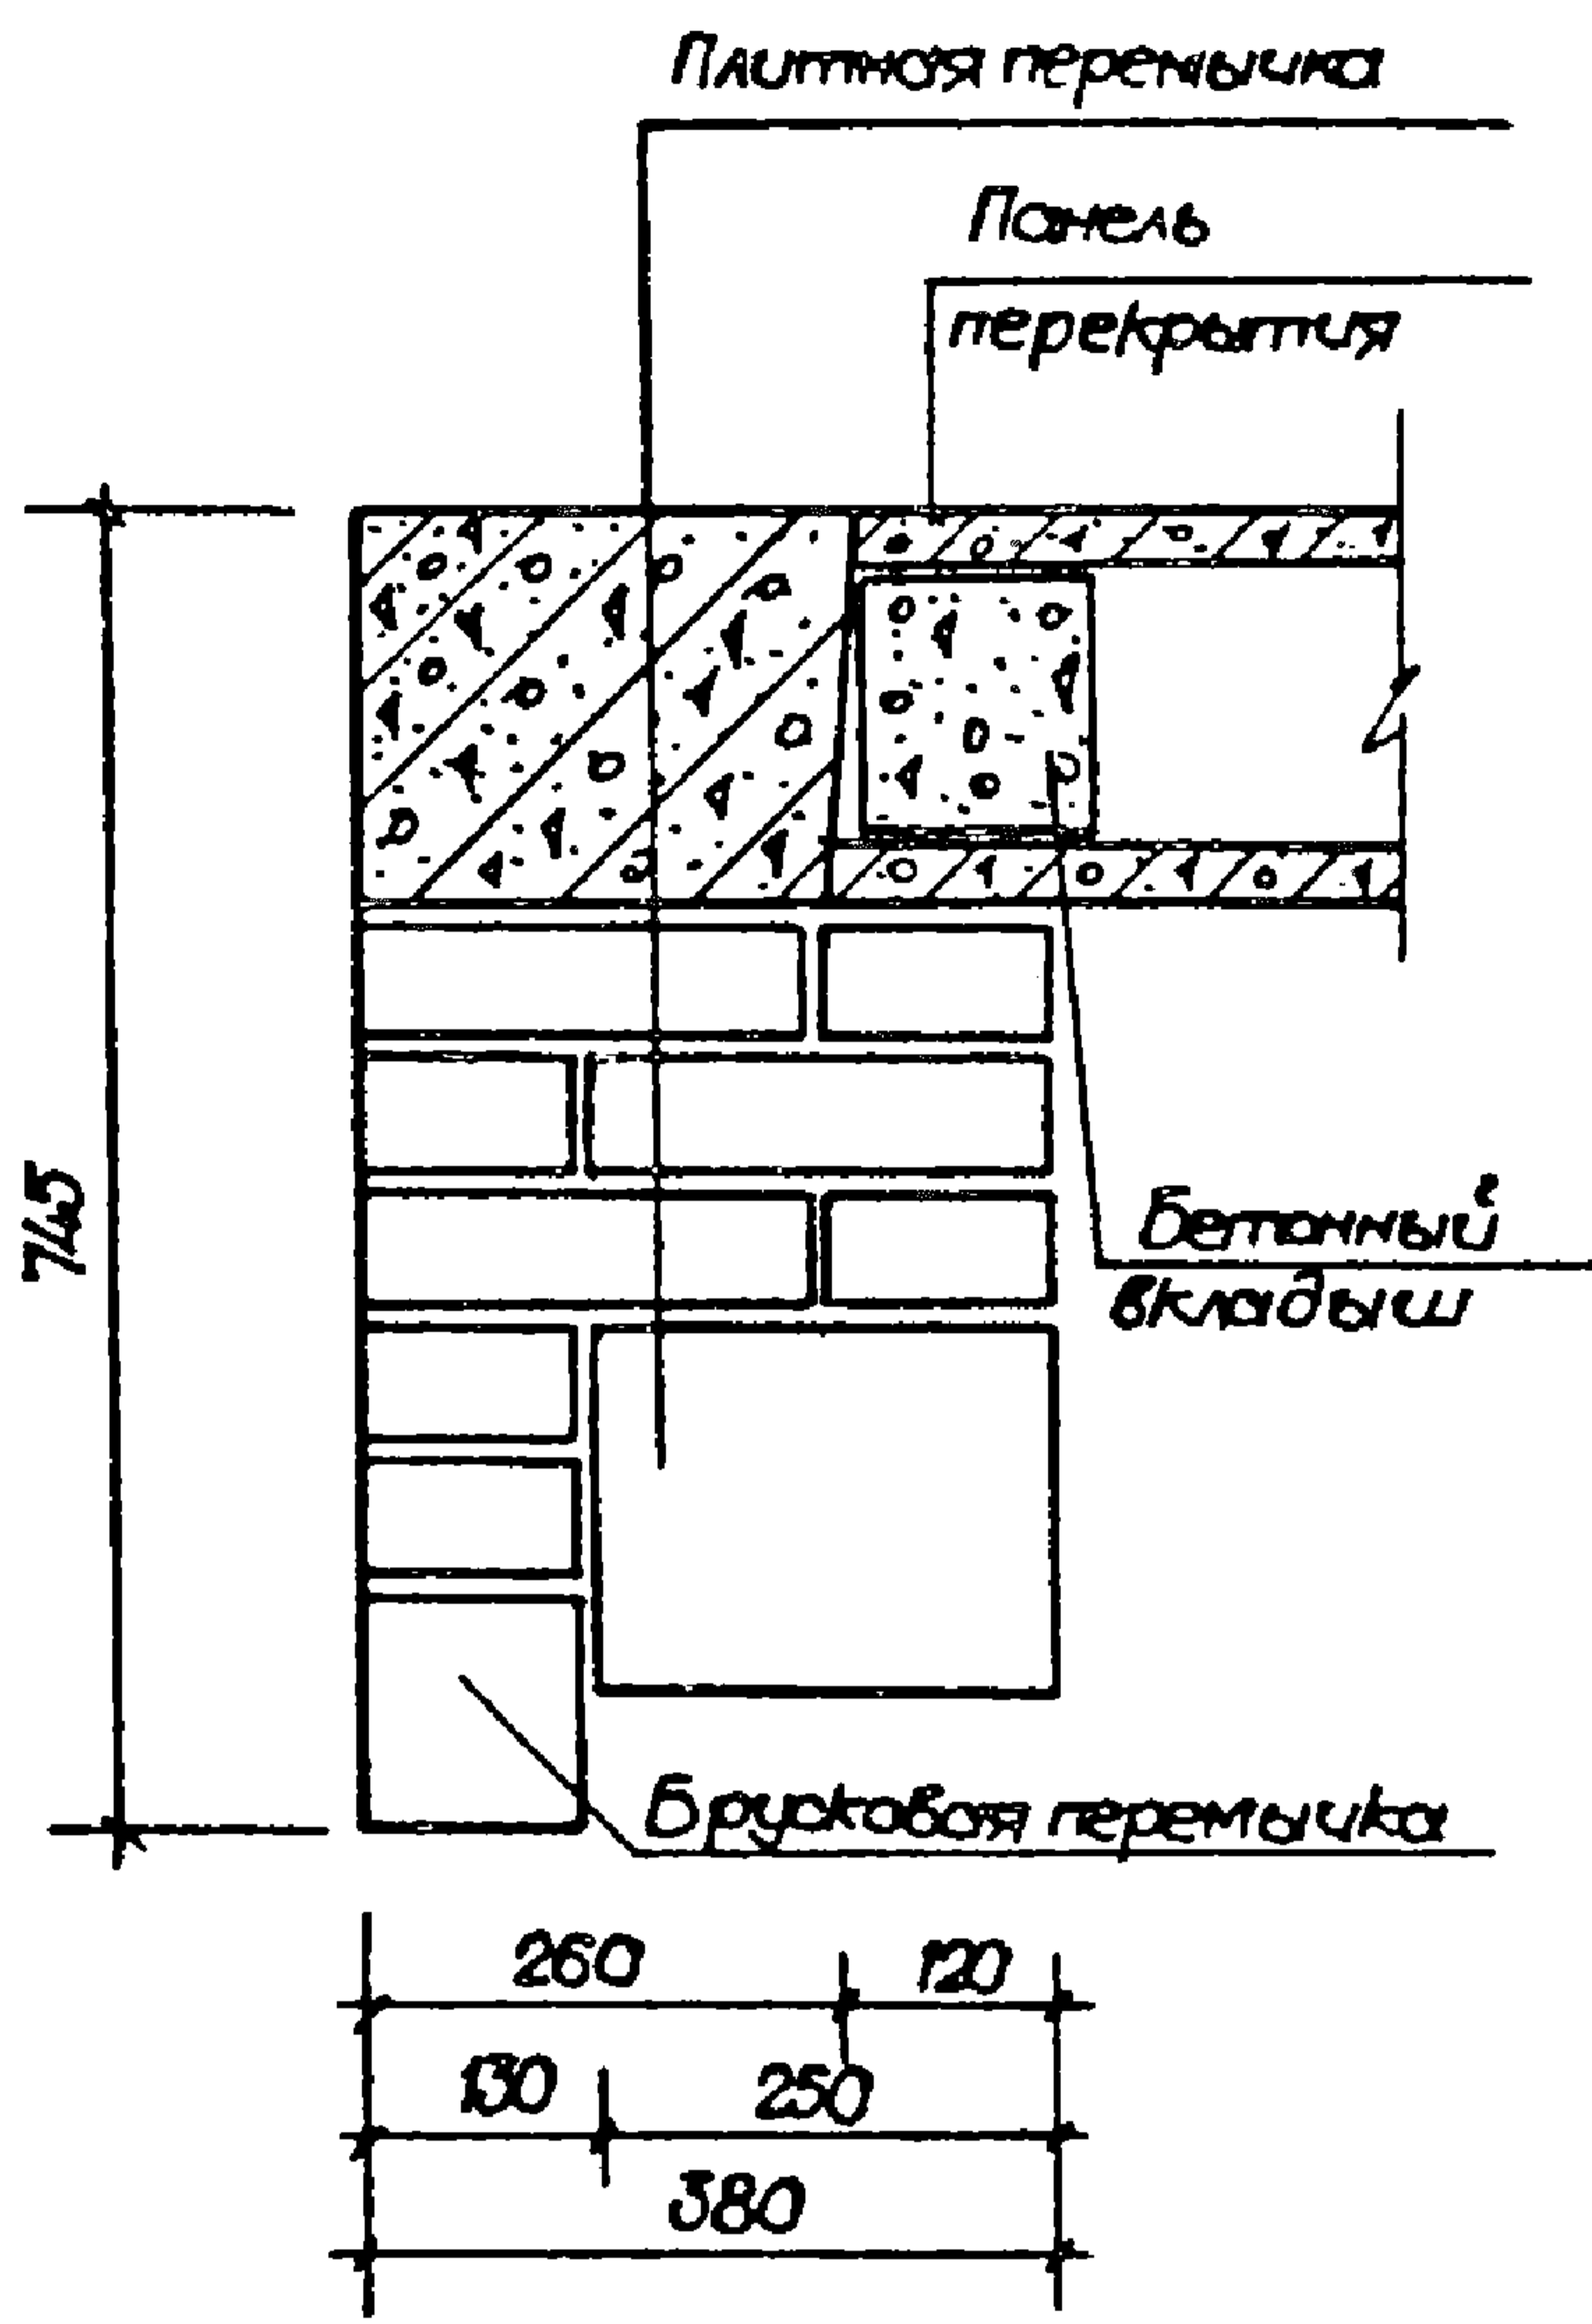 Плитная перемычка
Панель
перекрытия
745
Бетонный
вкладыш
Брусковая перемычка
260 120
130 250
380